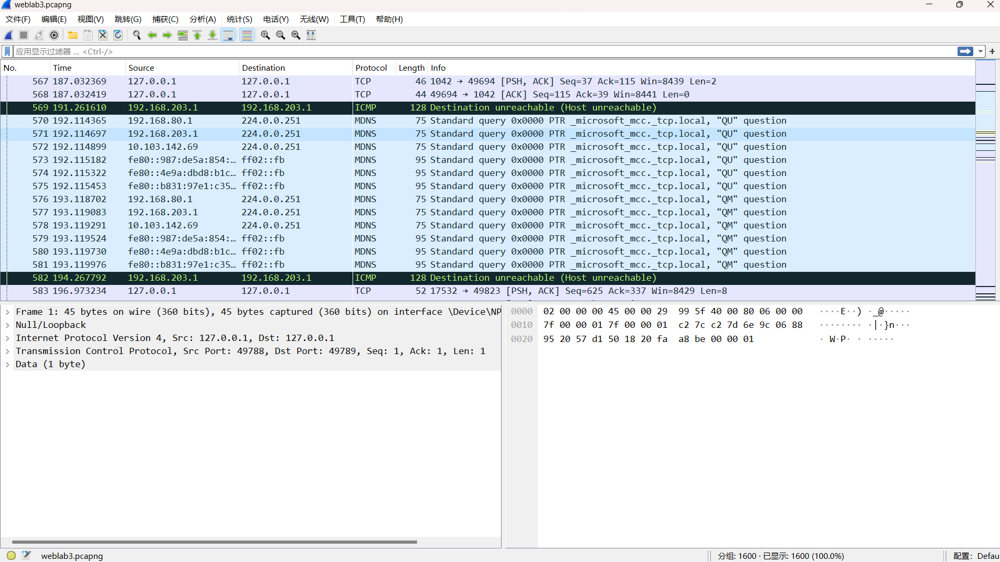 weblab3.pcapng
文件(F) 编辑(E) 视图(V) 跳转(G) 捕获(C) 分析(A) 统计(S) 电话(Y) 无线(W) 工具(T) 帮助(H)
应用显示过滤器 … <Ctrl-/>
No. Time Source Destination Protocol Length Info
567 187.032369 127.0.0.1 127.0.0.1 TCP 46 1042 → 49694 [PSH, ACK] Seq=37 Ack=115 Win=8439 Len=2
568 187.032419 127.0.0.1 127.0.0.1 TCP 44 49694 → 1042 [ACK] Seq=115 Ack=39 Win=8441 Len=0
569 191.261610 192.168.203.1 192.168.203.1 ICMP 128 Destination unreachable (Host unreachable)
570 192.114365 192.168.80.1 224.0.0.251 MDNS 75 Standard query 0x0000 PTR _microsoft_mcc._tcp.local, "QU" question
571 192.114697 192.168.203.1 224.0.0.251 MDNS 75 Standard query 0x0000 PTR _microsoft_mcc._tcp.local, "QU" question
572 192.114899 10.103.142.69 224.0.0.251 MDNS 75 Standard query 0x0000 PTR _microsoft_mcc._tcp.local, "QU" question
573 192.115182 fe80::987:de5a:854:… ff02::fb MDNS 95 Standard query 0x0000 PTR _microsoft_mcc._tcp.local, "QU" question
574 192.115322 fe80::4e9a:dbd8:b1c… ff02::fb MDNS 95 Standard query 0x0000 PTR _microsoft_mcc._tcp.local, "QU" question
575 192.115453 fe80::b831:97e1:c35… ff02::fb MDNS 95 Standard query 0x0000 PTR _microsoft_mcc._tcp.local, "QU" question
576 193.118702 192.168.80.1 224.0.0.251 MDNS 75 Standard query 0x0000 PTR _microsoft_mcc._tcp.local, "QM" question
577 193.119083 192.168.203.1 224.0.0.251 MDNS 75 Standard query 0x0000 PTR _microsoft_mcc._tcp.local, "QM" question
578 193.119291 10.103.142.69 224.0.0.251 MDNS 75 Standard query 0x0000 PTR _microsoft_mcc._tcp.local, "QM" question
579 193.119524 fe80::987:de5a:854:… ff02::fb MDNS 95 Standard query 0x0000 PTR _microsoft_mcc._tcp.local, "QM" question
580 193.119730 fe80::4e9a:dbd8:b1c… ff02::fb MDNS 95 Standard query 0x0000 PTR _microsoft_mcc._tcp.local, "QM" question
581 193.119976 fe80::b831:97e1:c35… ff02::fb MDNS 95 Standard query 0x0000 PTR _microsoft_mcc._tcp.local, "QM" question
582 194.267792 192.168.203.1 192.168.203.1 ICMP 128 Destination unreachable (Host unreachable)
583 196.973234 127.0.0.1 127.0.0.1 TCP 52 17532 → 49823 [PSH, ACK] Seq=625 Ack=337 Win=8429 Len=8
Frame 1: 45 bytes on wire (360 bits), 45 bytes captured (360 bits) on interface \Device\NP
Null/Loopback
Internet Protocol Version 4, Src: 127.0.0.1, Dst: 127.0.0.1
Transmission Control Protocol, Src Port: 49788, Dst Port: 49789, Seq: 1, Ack: 1, Len: 1
Data (1 byte)
0000 02 00 00 00 45 00 00 29 99 5f 40 00 80 06 00 00 ····E··) ·_@·····
0010 7f 00 00 01 7f 00 00 01 c2 7c c2 7d 6e 9c 06 88 ········ ·|·}n···
0020 95 20 57 d1 50 18 20 fa a8 be 00 00 01 · W·P· · ·····
weblab3.pcapng
分组: 1600 · 已显示: 1600 (100.0%)
配置: Defau